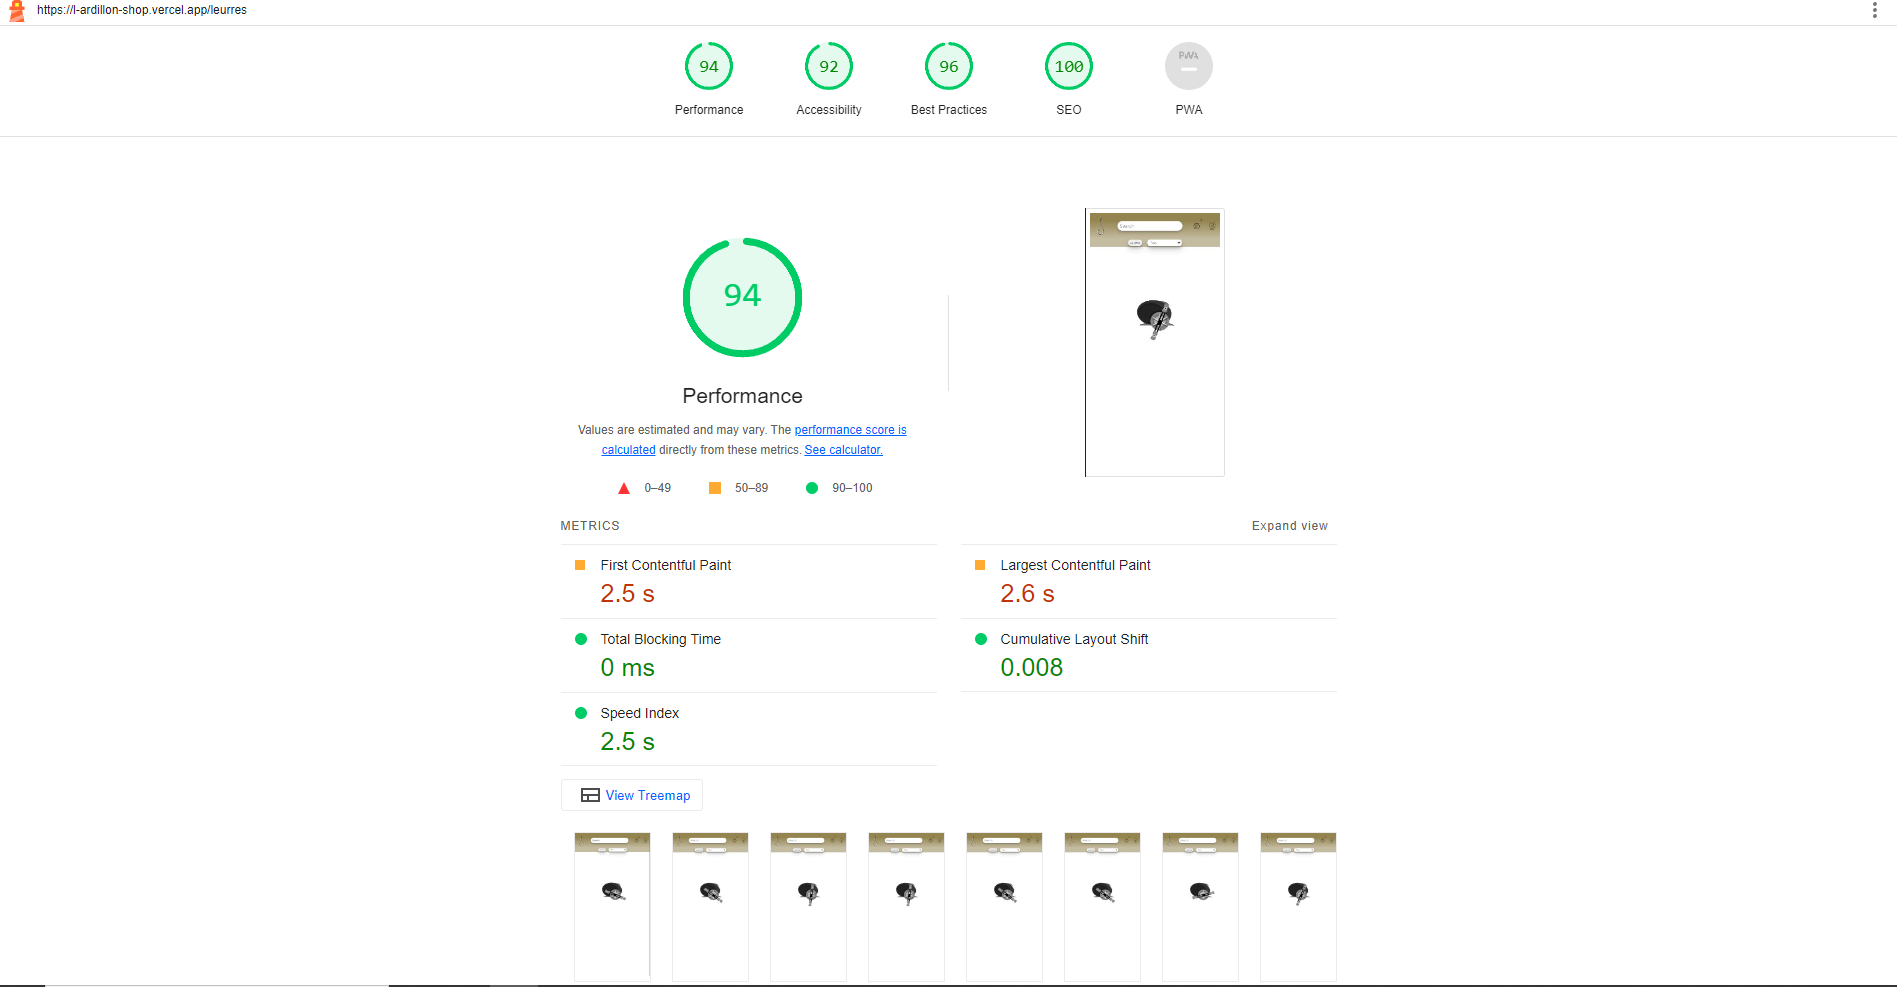 https://l-ardillon-shop.vercel.app/leurres
94
92
96
100
PWA
Performance
Accessibility
Best Practices
SEO
PWA
94
Search
Performance
Values are estimated and may vary. The performance score is
calculated directly from these metrics. See calculator.
0–49
50–89
90–100
METRICS
Expand view
First Contentful Paint
2.5 s
Largest Contentful Paint
2.6 s
Total Blocking Time
0 ms
Cumulative Layout Shift
0.008
Speed Index
2.5 s
View Treemap